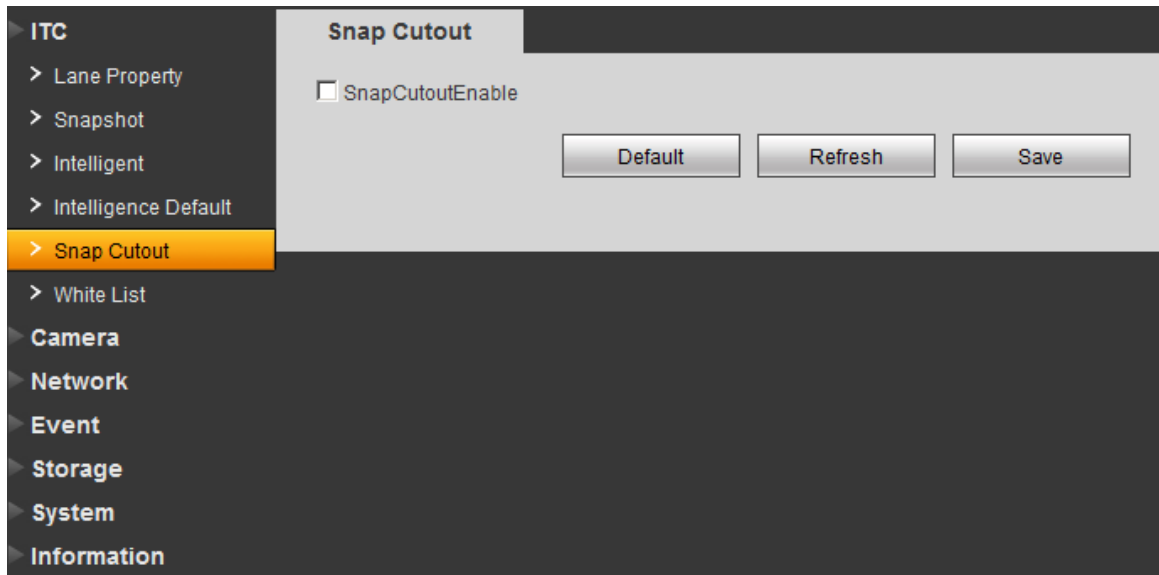 ITC
Lane Property
Snapshot
Intelligent
Intelligence Default
Snap Cutout
White List
Camera
Network
Event
Storage
System
Information
Snap Cutout
SnapCutoutEnable
Default Refresh Save